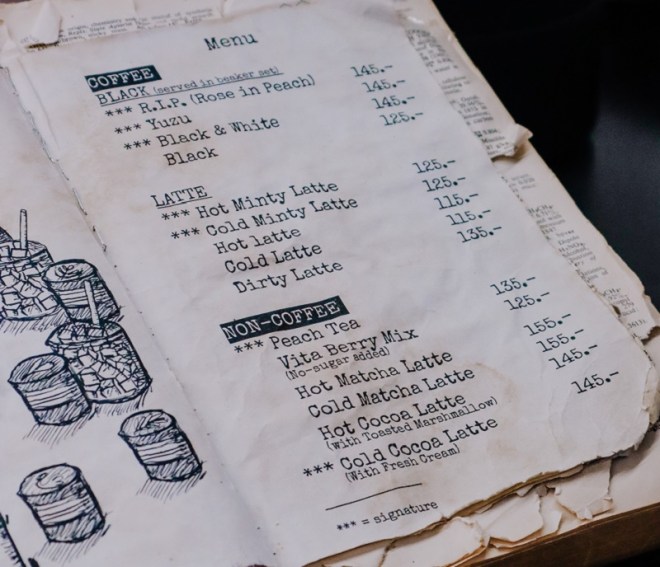 Menu
COFFEE
BLACK (served in beaker set)
*** R.I.P. (Rose in Peach) 145.-
*** Yuzu 145.-
*** Black & White 145.-
Black 125.-
LATTE
*** Hot Minty Latte 125.-
*** Cold Minty Latte 125.-
Hot latte 115.-
Cold Latte 115.-
Dirty Latte 135.-
NON-COFFEE
*** Peach Tea 135.-
Vita Berry Mix 125.-
(No-sugar added)
Hot Matcha Latte 155.-
Cold Matcha Latte 155.-
Hot Cocoa Latte 145.-
(With Toasted Marshmallow)
*** Cold Cocoa Latte 145.-
(With Fresh Cream)
*** = signature